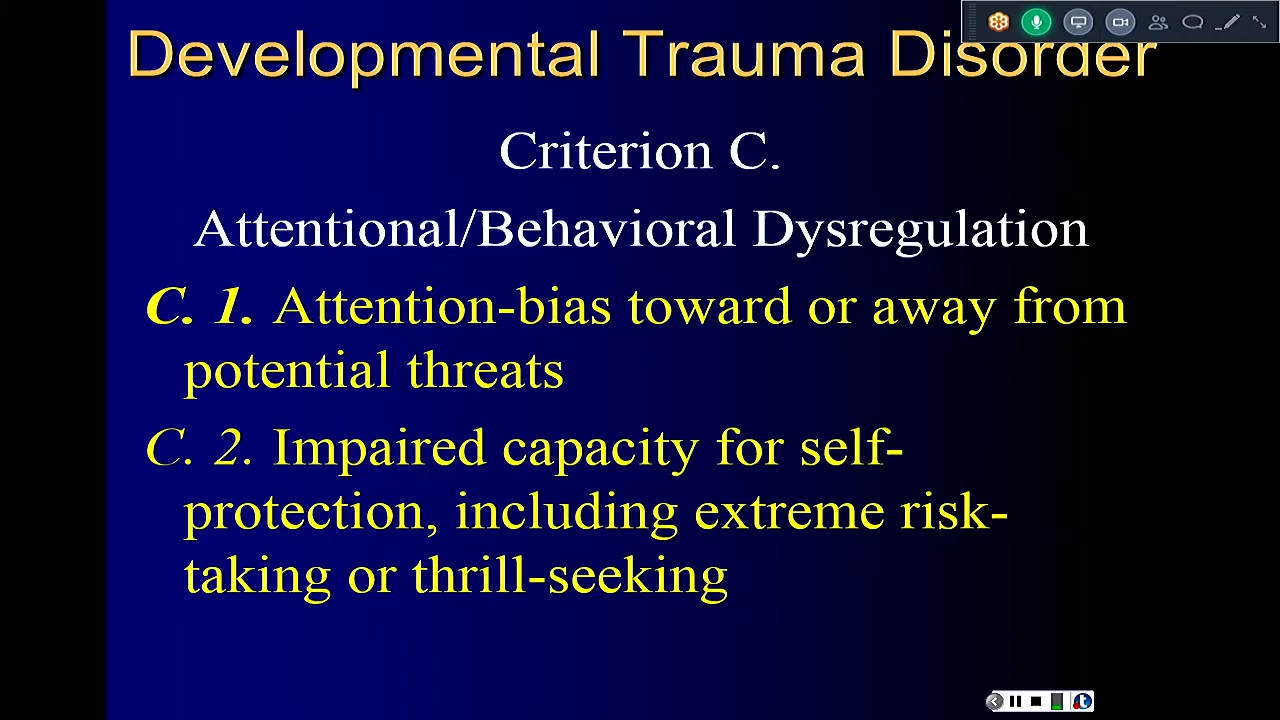 Developmental Trauma Disorder
Criterion C.
Attentional/Behavioral Dysregulation
C. 1. Attention-bias toward or away from
potential threats
C. 2. Impaired capacity for self-
protection, including extreme risk-
taking or thrill-seeking